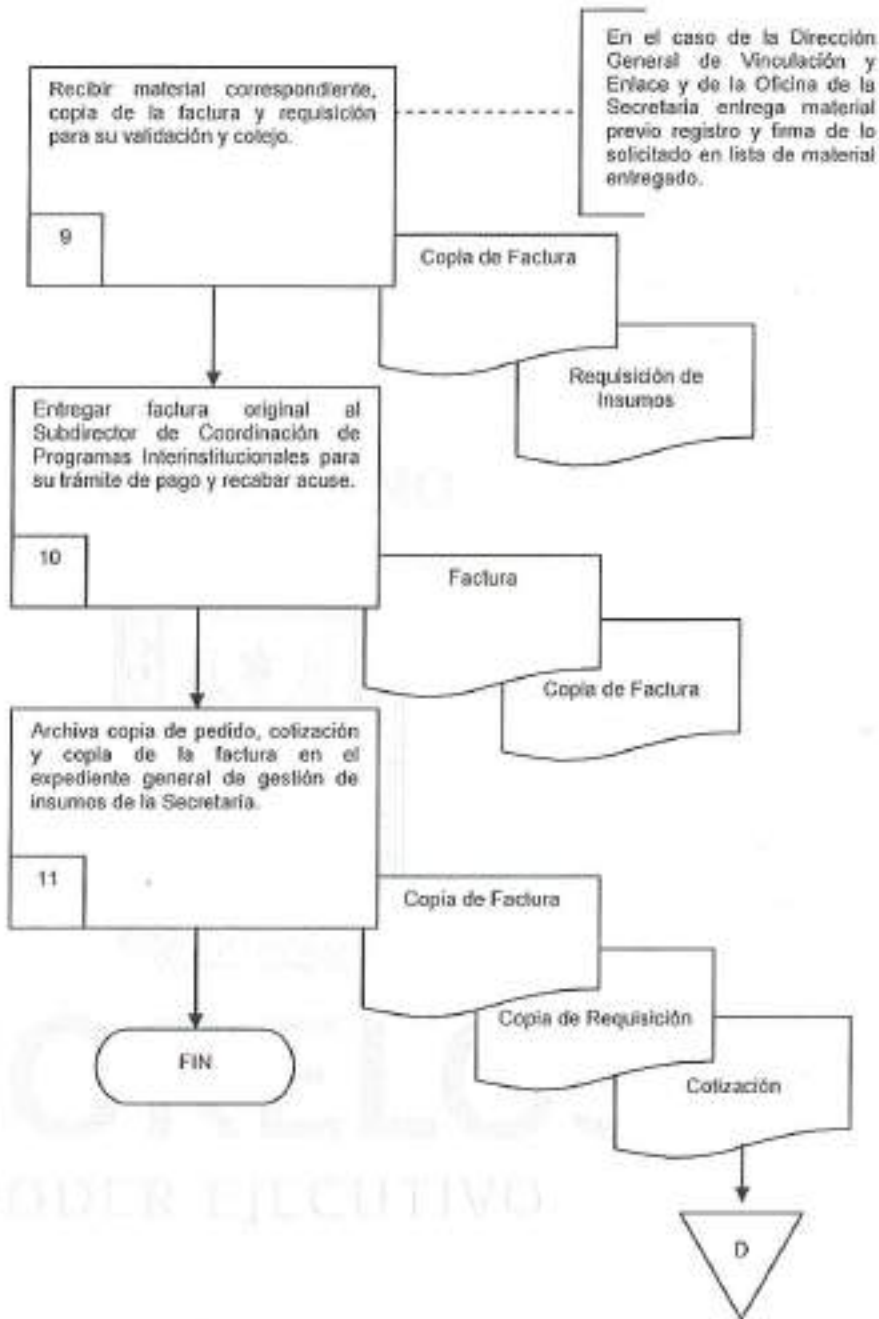 En el caso de la Dirección
General de Vinculación y
Enlace y de la Oficina de la
Secretaria entrega material
previo registro y firma de lo
solicitado en lista de material
entregado.
Recibir material correspondiente,
copia de la factura y requisición
para su validación y cotejo.
9
Copia de Factura
Requisición de
Insumos
Entregar factura original al
Subdirector de Coordinación de
Programas Interinstitucionales para
su trámite de pago y recabar acuse.
10
Factura
Copia de Factura
Archiva copia de pedido, cotización
y copia de la factura en el
expediente general de gestión de
insumos de la Secretaría.
11
Copia de Factura
Copia de Requisición
Cotización
FIN
D
PODER EJECUTIVO